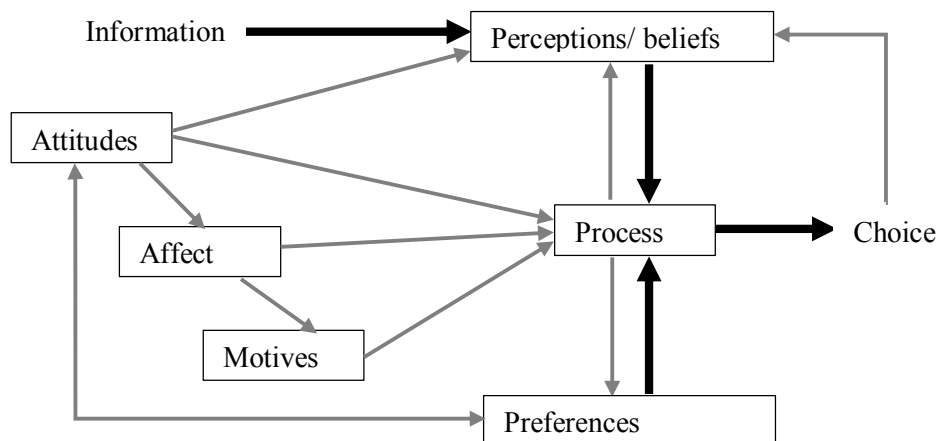 Information
Perceptions/ beliefs
Attitudes
Process
Choice
Affect
Motives
Preferences